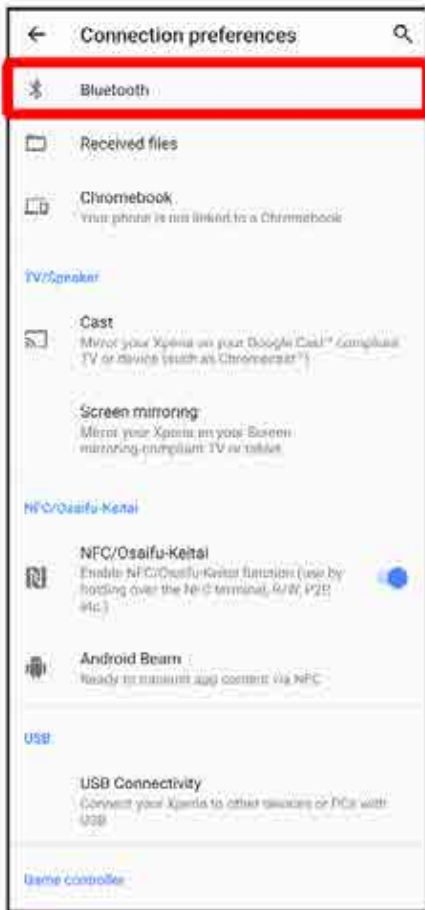 Connection preferences
Bluetooth
Received files
Chromebook
Your phone is not linked to a Chromebook
TV/Speaker
Cast
Mirror your Xperia on your Google Cast™ compliant
TV or device (such as Chromecast™)
Screen mirroring
Mirror your Xperia on your Screen
mirroring-compliant TV or tablet
NFC/Osaifu-Keitai
NFC/Osaifu-Keitai
Enable NFC/Osaifu-Keitai function (use by
holding over the NFC terminal, R/W, P2P,
etc.)
Android Beam
Ready to transmit app content via NFC
USB
USB Connectivity
Connect your Xperia to other devices or PCs with
USB
Game controller